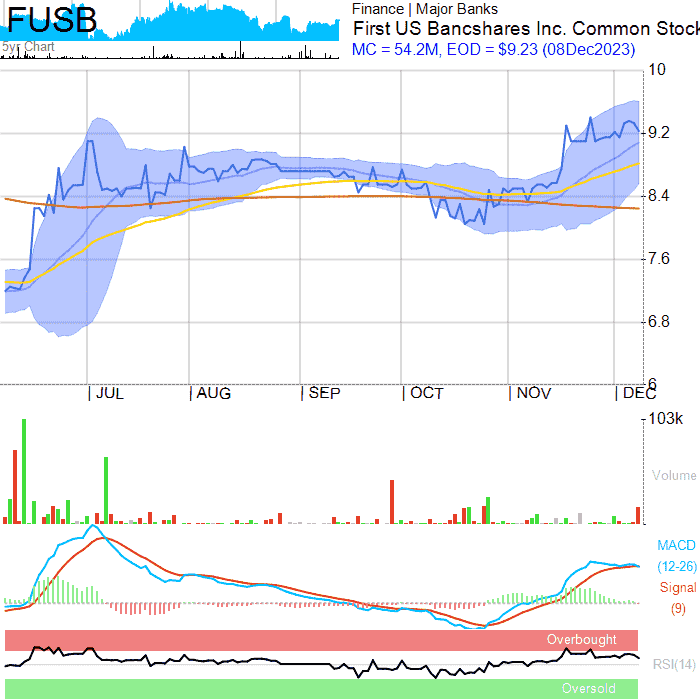 FUSB
5yr Chart
Finance | Major Banks
First US Bancshares Inc. Common Stock
MC = 54.2M, EOD = $9.23 (08Dec2023)
10
9.2
8.4
7.6
6.8
6
JUL AUG SEP OCT NOV DEC
103k
Volume
MACD
(12-26)
Signal
(9)
Overbought
RSI(14)
Oversold